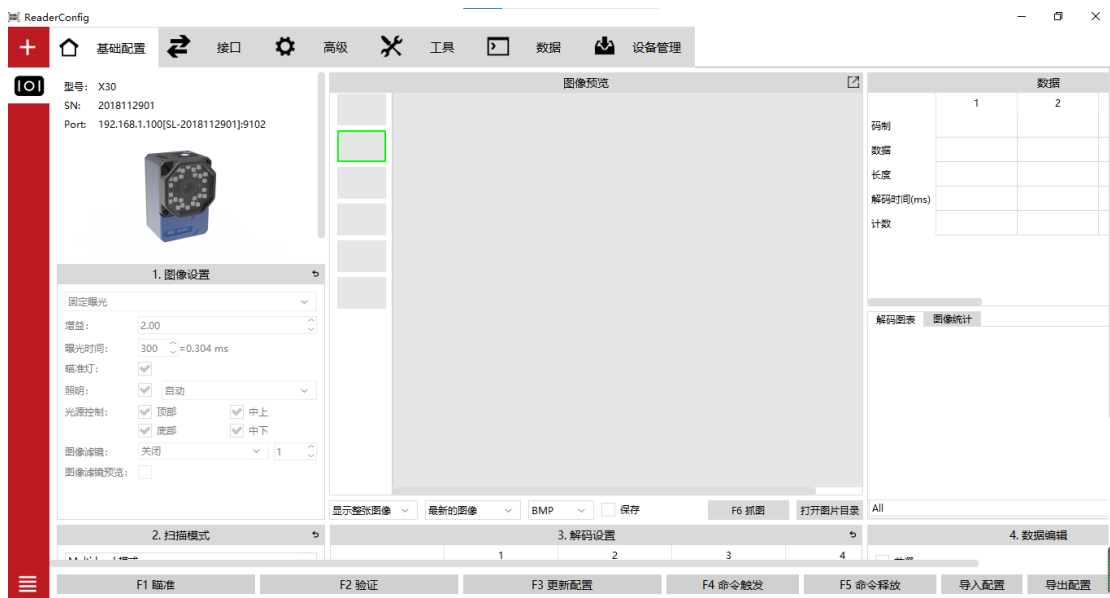 ReaderConfig
基础配置 接口 高级 工具 数据 设备管理
型号: X30
SN: 2018112901
Port: 192.168.1.100[SL-2018112901]:9102
1. 图像设置
固定曝光
增益: 2.00
曝光时间: 300 =0.304 ms
瞄准灯:
照明: 自动
光源控制: 顶部 中上
底部 中下
图像滤镜: 关闭 1
图像滤镜预览:
2. 扫描模式
图像预览
显示整张图像 最新的图像 BMP 保存 F6 抓图 打开图片目录
3. 解码设置
1 2 3 4
数据
1 2
码制
数据
长度
解码时间(ms)
计数
解码图表 图像统计
All
4. 数据编辑
F1 瞄准 F2 验证 F3 更新配置 F4 命令触发 F5 命令释放 导入配置 导出配置